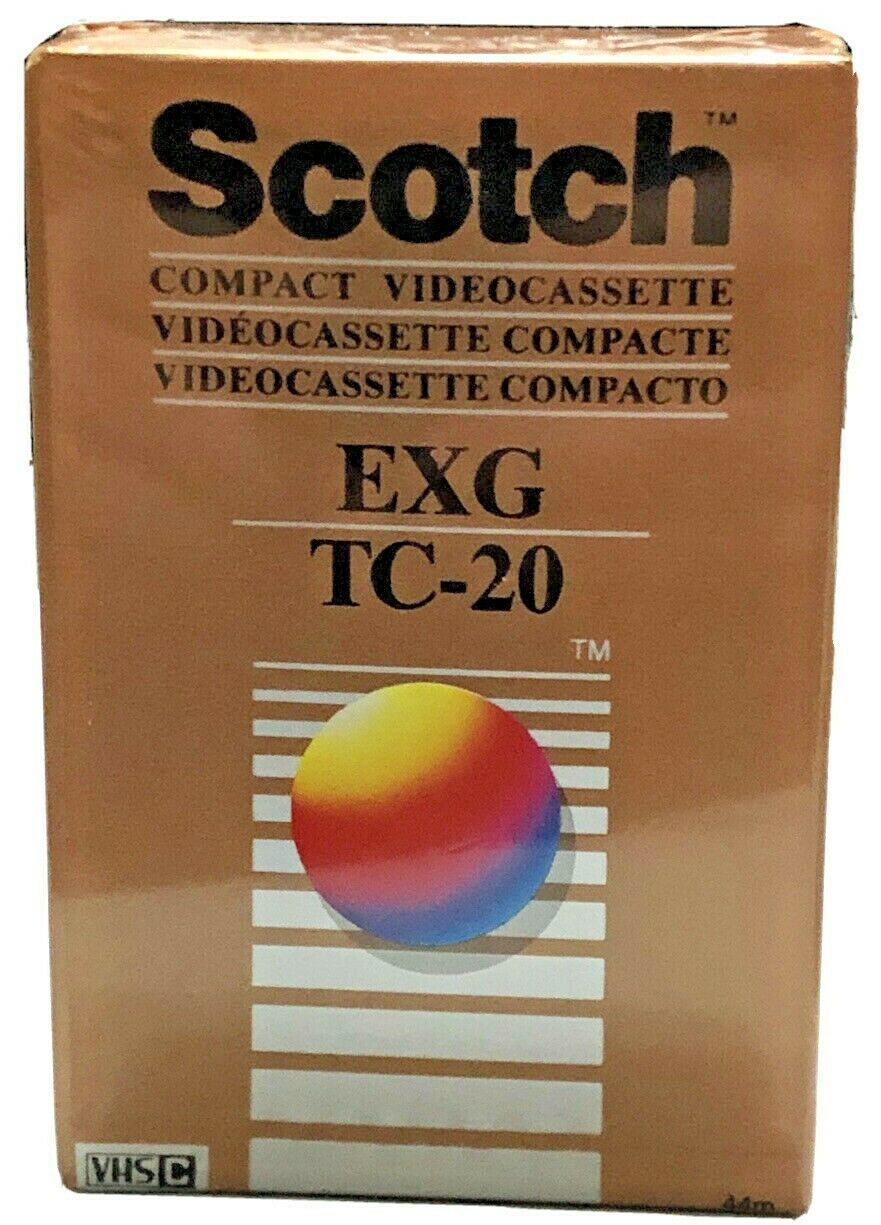 Scotch™
COMPACT VIDEOCASSETTE
VIDÉOCASSETTE COMPACTE
VIDEOCASSETTE COMPACTO
EXG
TC-20
TM
VHS C
44m